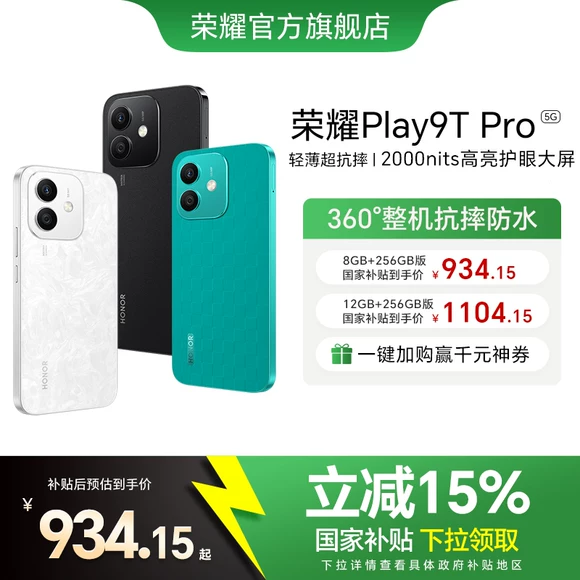 荣耀官方旗舰店
荣耀Play9T Pro 5G
轻薄超抗摔|2000nits高亮护眼大屏
360°整机抗摔防水
8GB+256GB版
国家补贴到手价 ¥934.15
12GB+256GB版
国家补贴到手价 ¥1104.15
一键加购赢千元神券
HONOR
HONOR
HONOR
补贴后预估到手价
¥934.15起
立减15%
国家补贴 下拉领取
下拉详情查看具体政府补贴地区